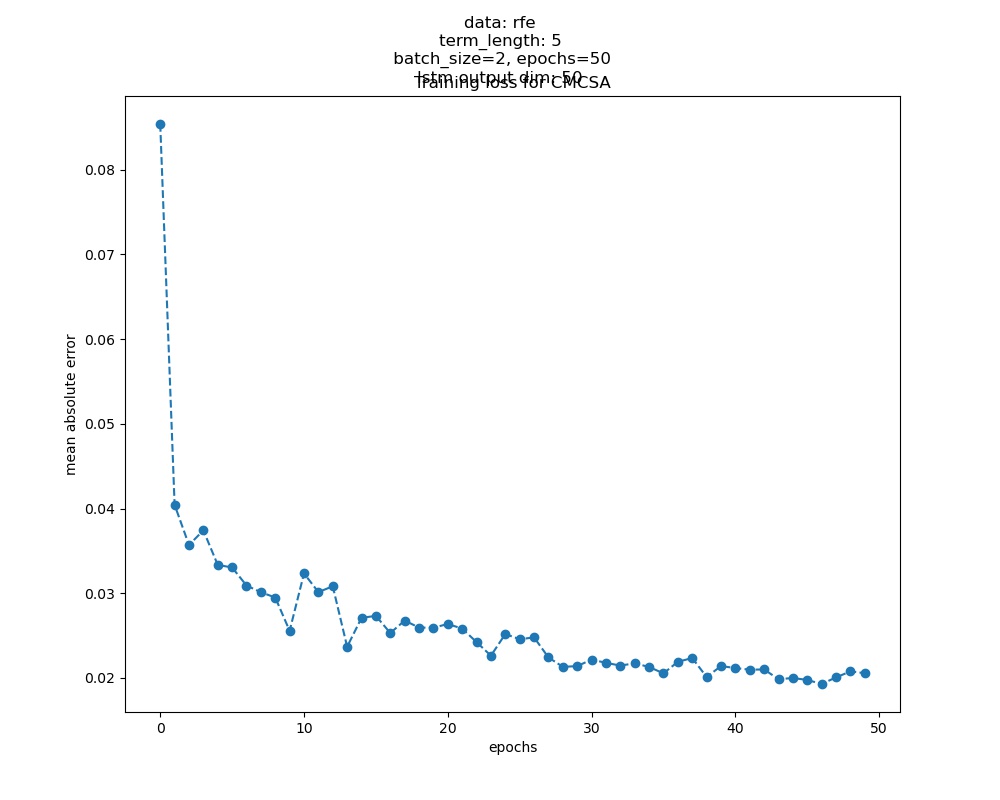 data: rfe
term_length: 5
batch_size=2, epochs=50
lstm output dim: 50
Training loss for CMCSA
0.08
0.07
0.06
0.05
0.04
0.03
0.02
mean absolute error
0 10 20 30 40 50
epochs